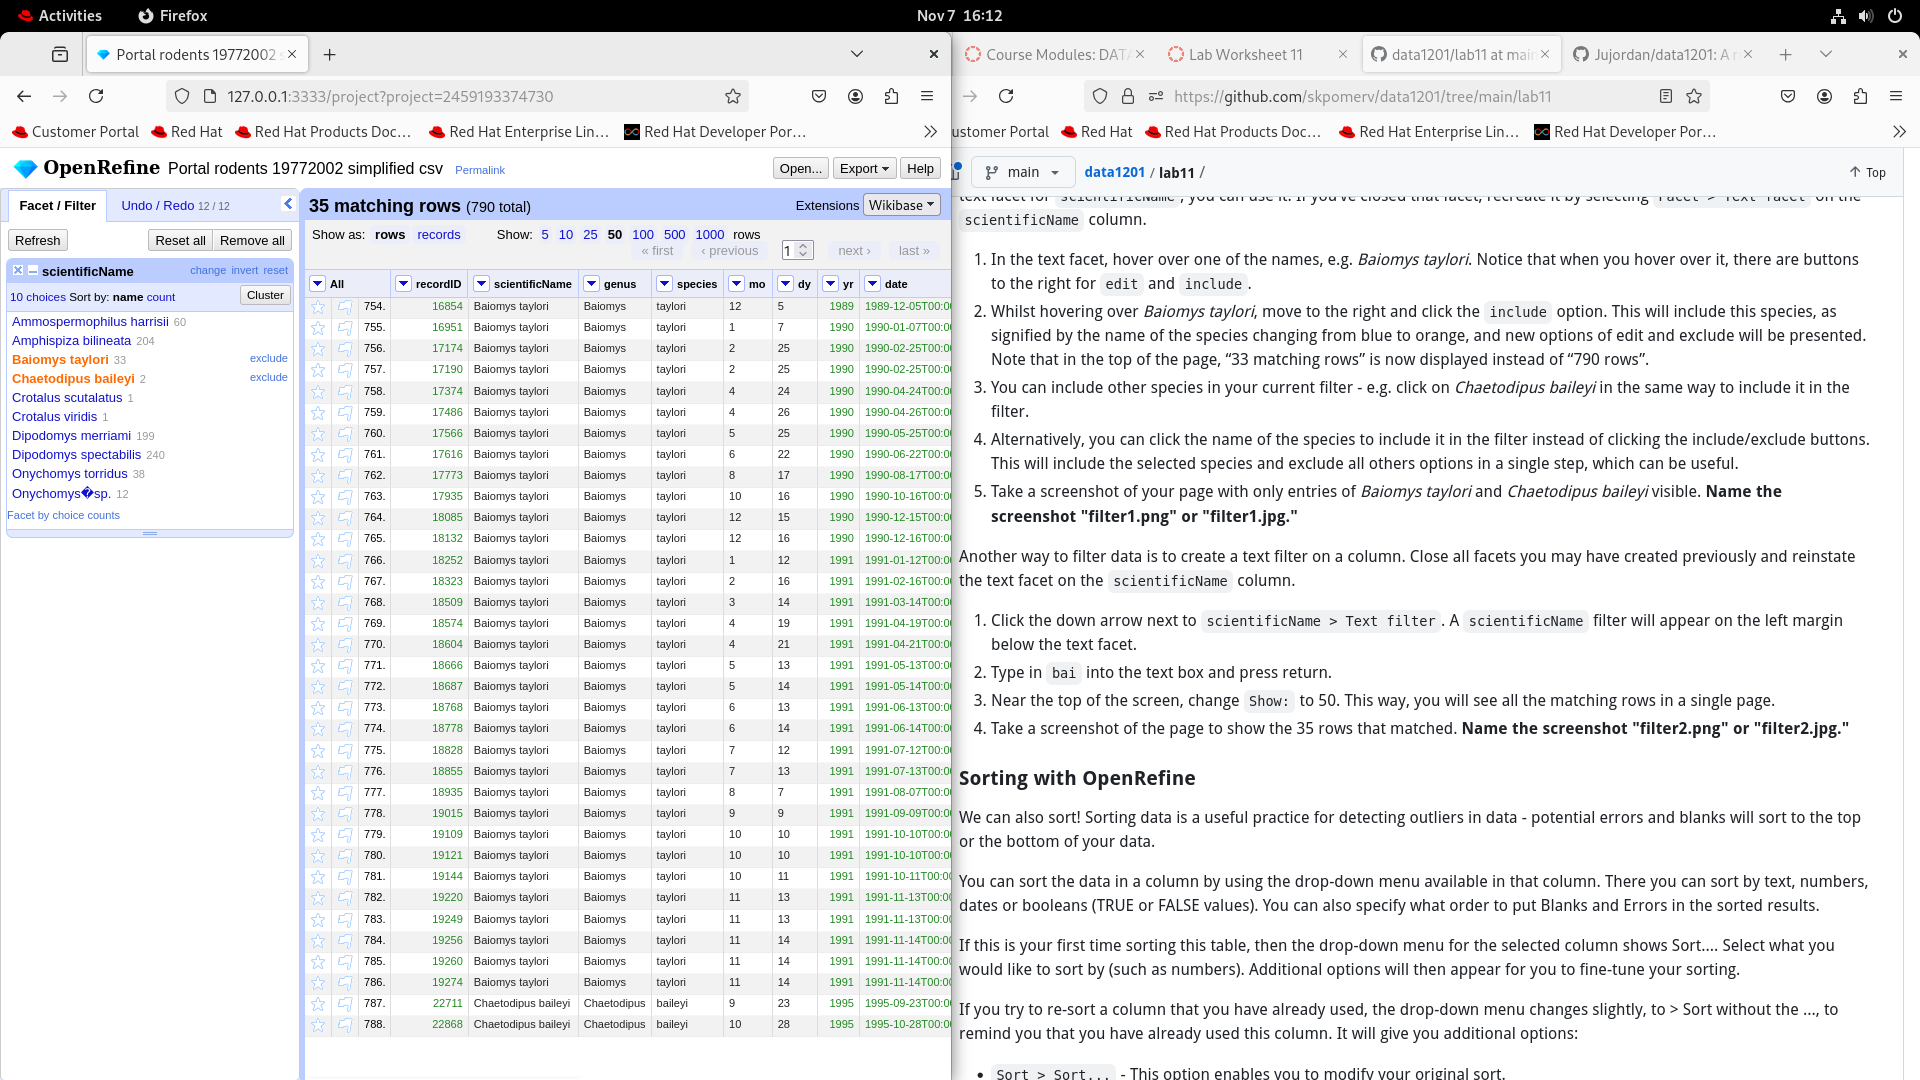 Activities Firefox Nov 7 16:12
Portal rodents 19772002 s
127.0.0.1:3333/project?project=2459193374730
Customer Portal Red Hat Red Hat Products Doc… Red Hat Enterprise Lin… Red Hat Developer Por…
OpenRefine Portal rodents 19772002 simplified csv Permalink Open... Export Help
Facet / Filter Undo / Redo 12 / 12
Refresh Reset all Remove all
scientificName change invert reset
10 choices Sort by: name count Cluster
Ammospermophilus harrisii 60
Amphispiza bilineata 204
Baiomys taylori 33 exclude
Chaetodipus baileyi 2 exclude
Crotalus scutalatus 1
Crotalus viridis 1
Dipodomys merriami 199
Dipodomys spectabilis 240
Onychomys torridus 38
Onychomys�sp. 12
Facet by choice counts
35 matching rows (790 total) Extensions Wikibase
Show as: rows records Show: 5 10 25 50 100 500 1000 rows
« first ‹ previous 1 next › last »
All recordID scientificName genus species mo dy yr date
754. 16854 Baiomys taylori Baiomys taylori 12 5 1989 1989-12-05T00:0
755. 16951 Baiomys taylori Baiomys taylori 1 7 1990 1990-01-07T00:0
756. 17174 Baiomys taylori Baiomys taylori 2 25 1990 1990-02-25T00:0
757. 17190 Baiomys taylori Baiomys taylori 2 25 1990 1990-02-25T00:0
758. 17374 Baiomys taylori Baiomys taylori 4 24 1990 1990-04-24T00:0
759. 17486 Baiomys taylori Baiomys taylori 4 26 1990 1990-04-26T00:0
760. 17566 Baiomys taylori Baiomys taylori 5 25 1990 1990-05-25T00:0
761. 17616 Baiomys taylori Baiomys taylori 6 22 1990 1990-06-22T00:0
762. 17773 Baiomys taylori Baiomys taylori 8 17 1990 1990-08-17T00:0
763. 17935 Baiomys taylori Baiomys taylori 10 16 1990 1990-10-16T00:0
764. 18085 Baiomys taylori Baiomys taylori 12 15 1990 1990-12-15T00:0
765. 18132 Baiomys taylori Baiomys taylori 12 16 1990 1990-12-16T00:0
766. 18252 Baiomys taylori Baiomys taylori 1 12 1991 1991-01-12T00:0
767. 18323 Baiomys taylori Baiomys taylori 2 16 1991 1991-02-16T00:0
768. 18509 Baiomys taylori Baiomys taylori 3 14 1991 1991-03-14T00:0
769. 18574 Baiomys taylori Baiomys taylori 4 19 1991 1991-04-19T00:0
770. 18604 Baiomys taylori Baiomys taylori 4 21 1991 1991-04-21T00:0
771. 18666 Baiomys taylori Baiomys taylori 5 13 1991 1991-05-13T00:0
772. 18687 Baiomys taylori Baiomys taylori 5 14 1991 1991-05-14T00:0
773. 18768 Baiomys taylori Baiomys taylori 6 13 1991 1991-06-13T00:0
774. 18778 Baiomys taylori Baiomys taylori 6 14 1991 1991-06-14T00:0
775. 18828 Baiomys taylori Baiomys taylori 7 12 1991 1991-07-12T00:0
776. 18855 Baiomys taylori Baiomys taylori 7 13 1991 1991-07-13T00:0
777. 18935 Baiomys taylori Baiomys taylori 8 7 1991 1991-08-07T00:0
778. 19015 Baiomys taylori Baiomys taylori 9 9 1991 1991-09-09T00:0
779. 19109 Baiomys taylori Baiomys taylori 10 10 1991 1991-10-10T00:0
780. 19121 Baiomys taylori Baiomys taylori 10 10 1991 1991-10-10T00:0
781. 19144 Baiomys taylori Baiomys taylori 10 11 1991 1991-10-11T00:0
782. 19220 Baiomys taylori Baiomys taylori 11 13 1991 1991-11-13T00:0
783. 19249 Baiomys taylori Baiomys taylori 11 13 1991 1991-11-13T00:0
784. 19256 Baiomys taylori Baiomys taylori 11 14 1991 1991-11-14T00:0
785. 19260 Baiomys taylori Baiomys taylori 11 14 1991 1991-11-14T00:0
786. 19274 Baiomys taylori Baiomys taylori 11 14 1991 1991-11-14T00:0
787. 22711 Chaetodipus baileyi Chaetodipus baileyi 9 23 1995 1995-09-23T00:0
788. 22868 Chaetodipus baileyi Chaetodipus baileyi 10 28 1995 1995-10-28T00:0
Course Modules: DATA Lab Worksheet 11 data1201/lab11 at main Jujordan/data1201: A r
https://github.com/skpomerv/data1201/tree/main/lab11
ustomer Portal Red Hat Red Hat Products Doc… Red Hat Enterprise Lin… Red Hat Developer Por…
main data1201 / lab11 / Top
text facet for scientificName, you can use it. If you've closed that facet, recreate it by selecting Facet > Text facet on the
scientificName column.
1. In the text facet, hover over one of the names, e.g. Baiomys taylori. Notice that when you hover over it, there are buttons
to the right for edit and include.
2. Whilst hovering over Baiomys taylori, move to the right and click the include option. This will include this species, as
signified by the name of the species changing from blue to orange, and new options of edit and exclude will be presented.
Note that in the top of the page, “33 matching rows” is now displayed instead of “790 rows”.
3. You can include other species in your current filter - e.g. click on Chaetodipus baileyi in the same way to include it in the
filter.
4. Alternatively, you can click the name of the species to include it in the filter instead of clicking the include/exclude buttons.
This will include the selected species and exclude all others options in a single step, which can be useful.
5. Take a screenshot of your page with only entries of Baiomys taylori and Chaetodipus baileyi visible. Name the
screenshot "filter1.png" or "filter1.jpg."
Another way to filter data is to create a text filter on a column. Close all facets you may have created previously and reinstate
the text facet on the scientificName column.
1. Click the down arrow next to scientificName > Text filter. A scientificName filter will appear on the left margin
below the text facet.
2. Type in bai into the text box and press return.
3. Near the top of the screen, change Show: to 50. This way, you will see all the matching rows in a single page.
4. Take a screenshot of the page to show the 35 rows that matched. Name the screenshot "filter2.png" or "filter2.jpg."
Sorting with OpenRefine
We can also sort! Sorting data is a useful practice for detecting outliers in data - potential errors and blanks will sort to the top
or the bottom of your data.
You can sort the data in a column by using the drop-down menu available in that column. There you can sort by text, numbers,
dates or booleans (TRUE or FALSE values). You can also specify what order to put Blanks and Errors in the sorted results.
If this is your first time sorting this table, then the drop-down menu for the selected column shows Sort.... Select what you
would like to sort by (such as numbers). Additional options will then appear for you to fine-tune your sorting.
If you try to re-sort a column that you have already used, the drop-down menu changes slightly, to > Sort without the ..., to
remind you that you have already used this column. It will give you additional options:
• Sort > Sort... - This option enables you to modify your original sort.